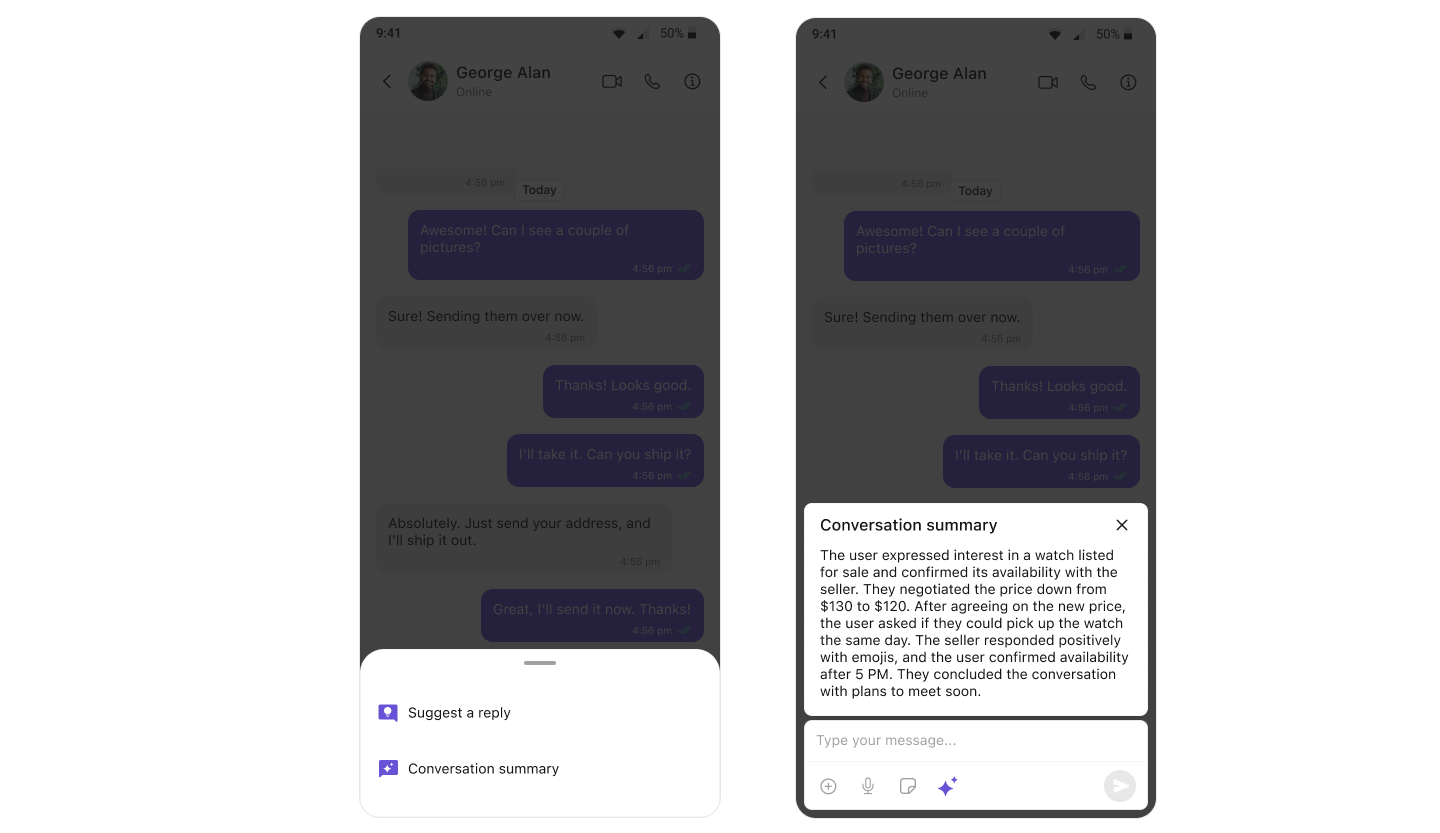 9:41
50%
George Alan
Online
4:56 pm
Today
Awesome! Can I see a couple of
pictures?
4:56 pm
Sure! Sending them over now.
4:56 pm
Thanks! Looks good.
4:56 pm
I'll take it. Can you ship it?
4:56 pm
Absolutely. Just send your address, and
I'll ship it out.
4:56 pm
Great, I'll send it now. Thanks!
4:56 pm
Suggest a reply
Conversation summary
9:41
50%
George Alan
Online
4:56 pm
Today
Awesome! Can I see a couple of
pictures?
4:56 pm
Sure! Sending them over now.
4:56 pm
Thanks! Looks good.
4:56 pm
I'll take it. Can you ship it?
4:56 pm
Conversation summary
The user expressed interest in a watch listed
for sale and confirmed its availability with the
seller. They negotiated the price down from
$130 to $120. After agreeing on the new price,
the user asked if they could pick up the watch
the same day. The seller responded positively
with emojis, and the user confirmed availability
after 5 PM. They concluded the conversation
with plans to meet soon.
Type your message...